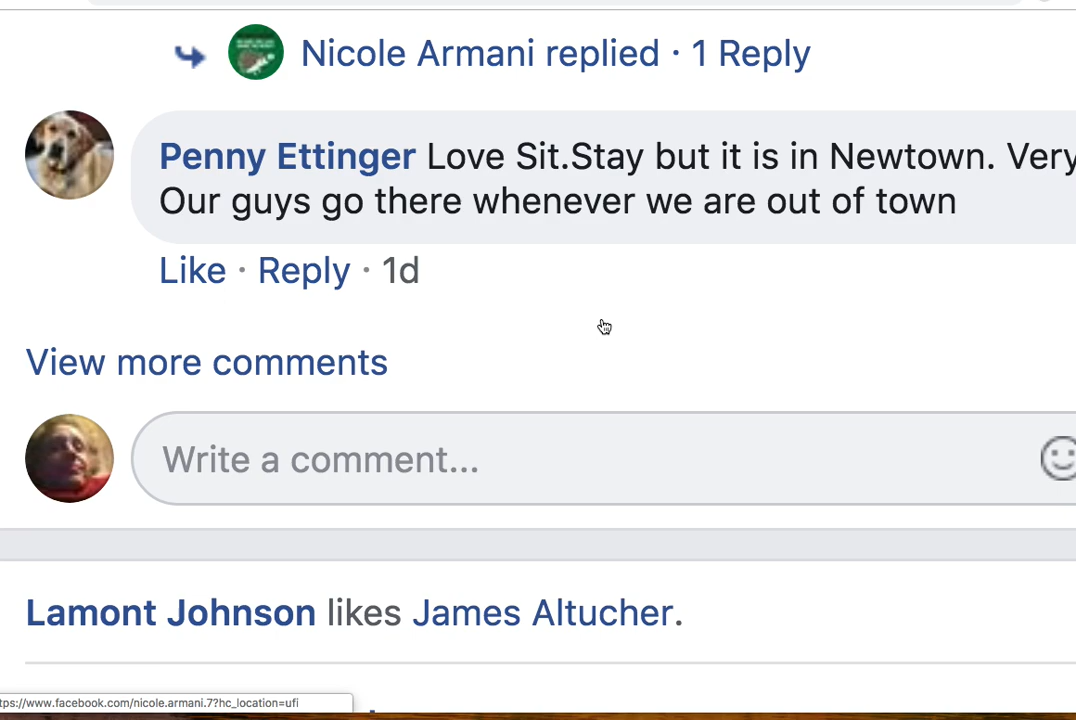 Nicole Armani replied · 1 Reply
Penny Ettinger Love Sit.Stay but it is in Newtown. Very
Our guys go there whenever we are out of town
Like · Reply · 1d
View more comments
Write a comment...
Lamont Johnson likes James Altucher.
tps://www.facebook.com/nicole.armani.7?hc_location=ufi